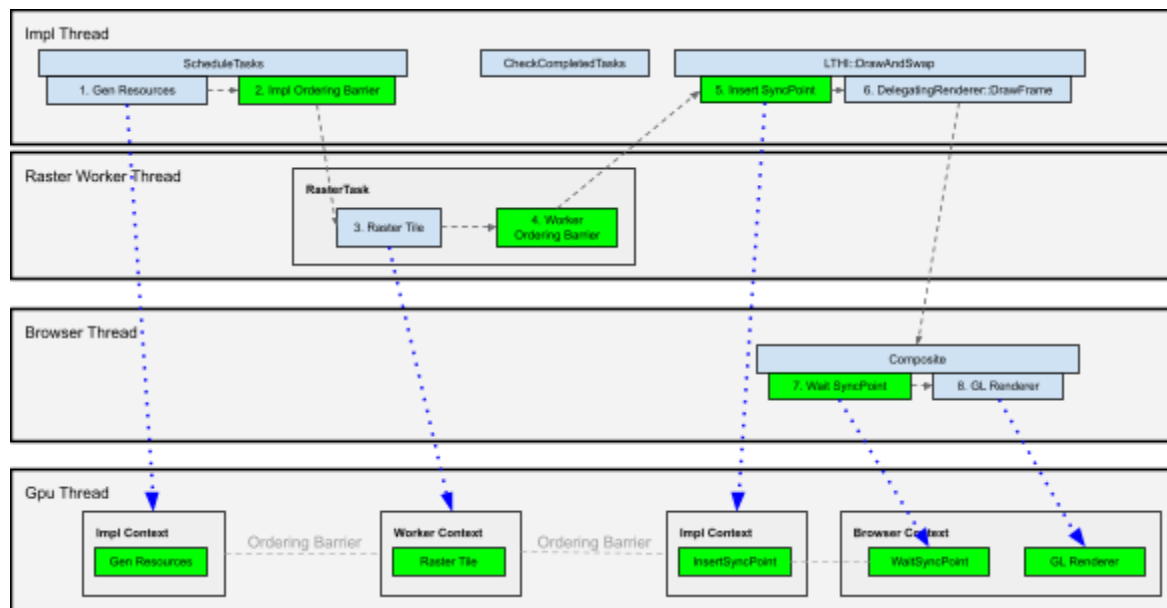 Impl Thread
ScheduleTasks
CheckCompletedTasks
LTHI::DrawAndSwap
1. Gen Resources
2. Impl Ordering Barrier
5. Insert SyncPoint
6. DelegatingRenderer::DrawFrame
Raster Worker Thread
RasterTask
3. Raster Tile
4. Worker
Ordering Barrier
Browser Thread
Composite
7. Wait SyncPoint
8. GL Renderer
Gpu Thread
Impl Context
Worker Context
Impl Context
Browser Context
Ordering Barrier
Ordering Barrier
Gen Resources
Raster Tile
InsertSyncPoint
WaitSyncPoint
GL Renderer